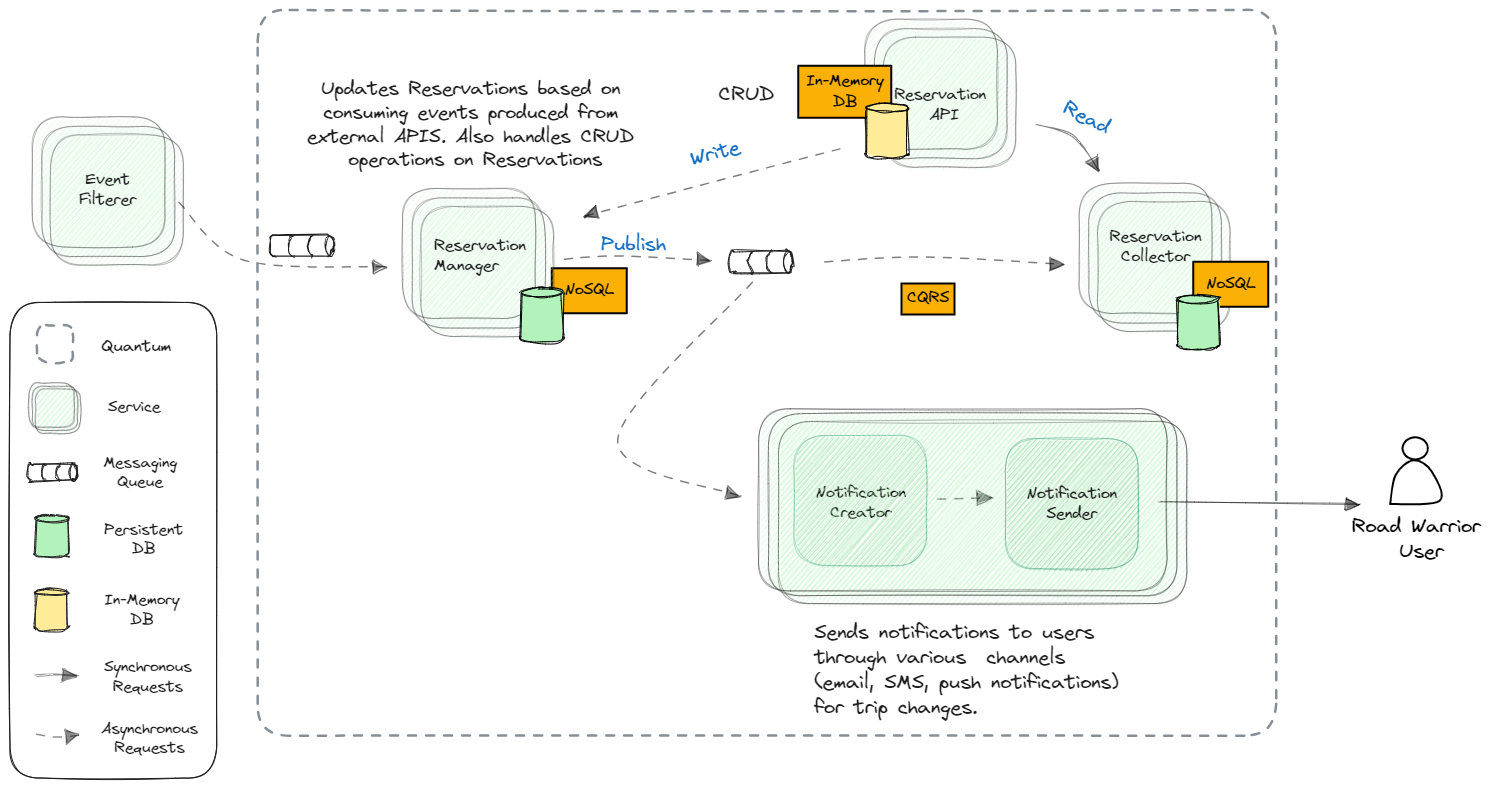 Updates Reservations based on
consuming events produced from
external APIS. Also handles CRUD
operations on Reservations
CRUD
In-Memory
DB
Reservation
API
Read
Write
Event
Filterer
Reservation
Manager
NoSQL
Publish
CQRS
Reservation
Collector
NoSQL
Notification
Creator
Notification
Sender
Road Warrior
User
Sends notifications to users
through various channels
(email, SMS, push notifications)
for trip changes.
Quantum
Service
Messaging
Queue
Persistent
DB
In-Memory
DB
Synchronous
Requests
Asynchronous
Requests